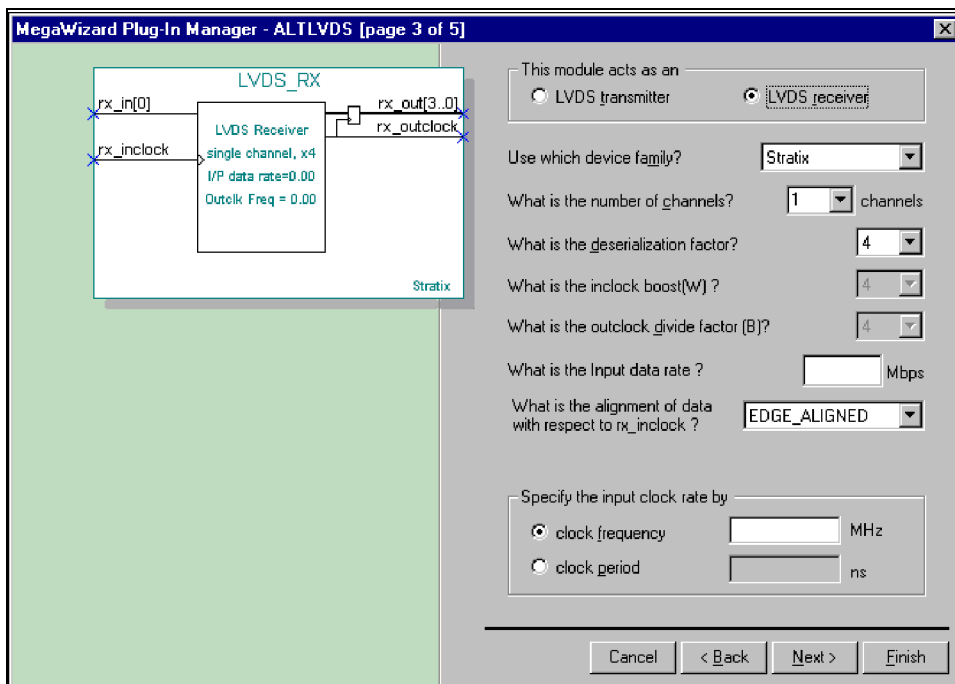 MegaWizard Plug-In Manager - ALTLVDS [page 3 of 5]
LVDS_RX
rx_in[0]
rx_out[3..0]
rx_outclock
rx_inclock
LVDS Receiver
single channel, x4
I/P data rate=0.00
Outclk Freq = 0.00
Stratix
This module acts as an
LVDS transmitter
LVDS receiver
Use which device family?
Stratix
What is the number of channels?
1
channels
What is the deserialization factor?
4
What is the inclock boost(W) ?
4
What is the outclock divide factor (B)?
4
What is the Input data rate ?
Mbps
What is the alignment of data
with respect to rx_inclock ?
EDGE_ALIGNED
Specify the input clock rate by
clock frequency
MHz
clock period
ns
Cancel
< Back
Next >
Finish